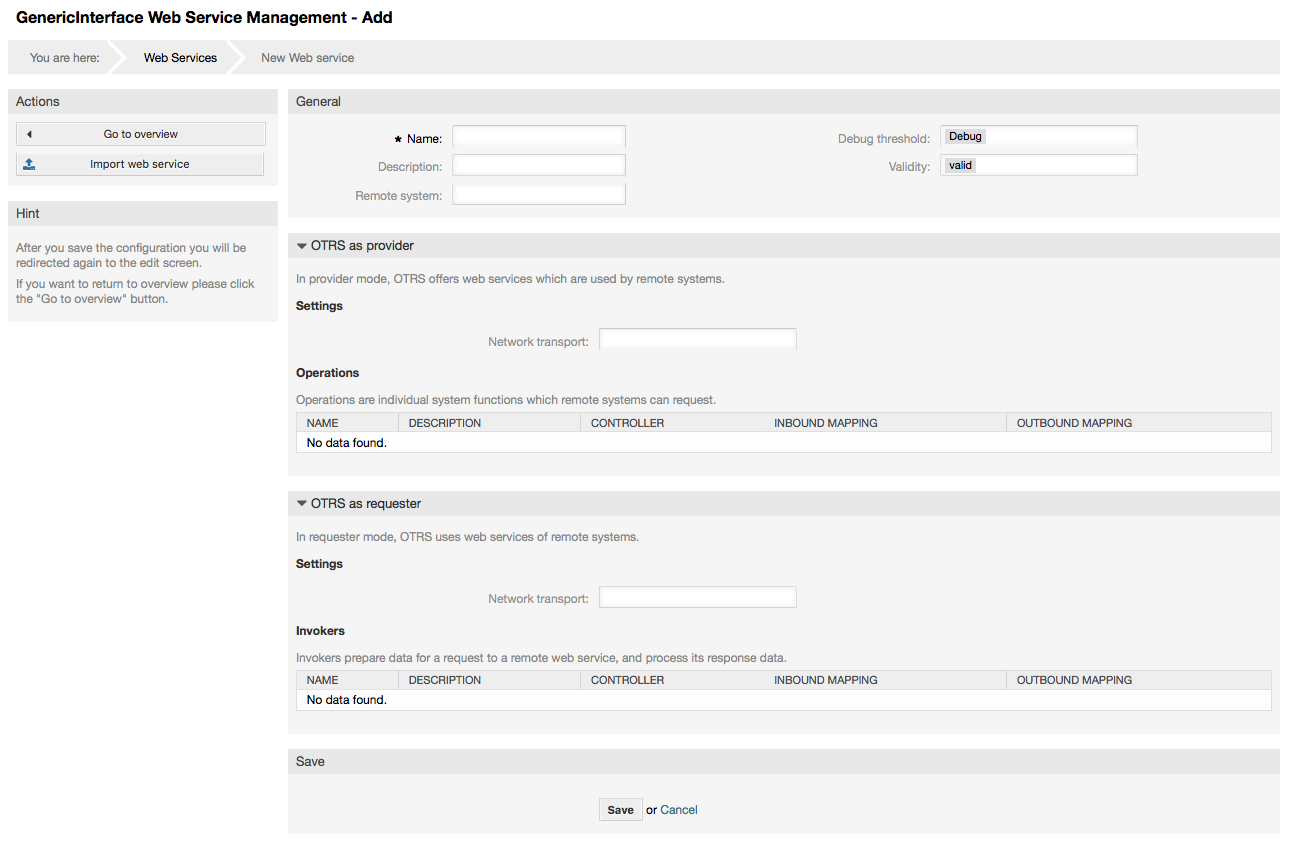 GenericInterface Web Service Management - Add
You are here: Web Services New Web service
Actions
Go to overview
Import web service
Hint
After you save the configuration you will be
redirected again to the edit screen.
If you want to return to overview please click
the "Go to overview" button.
General
★ Name:
Description:
Remote system:
Debug threshold: Debug
Validity: valid
OTRS as provider
In provider mode, OTRS offers web services which are used by remote systems.
Settings
Network transport:
Operations
Operations are individual system functions which remote systems can request.
NAME DESCRIPTION CONTROLLER INBOUND MAPPING OUTBOUND MAPPING
No data found.
OTRS as requester
In requester mode, OTRS uses web services of remote systems.
Settings
Network transport:
Invokers
Invokers prepare data for a request to a remote web service, and process its response data.
NAME DESCRIPTION CONTROLLER INBOUND MAPPING OUTBOUND MAPPING
No data found.
Save
Save or Cancel